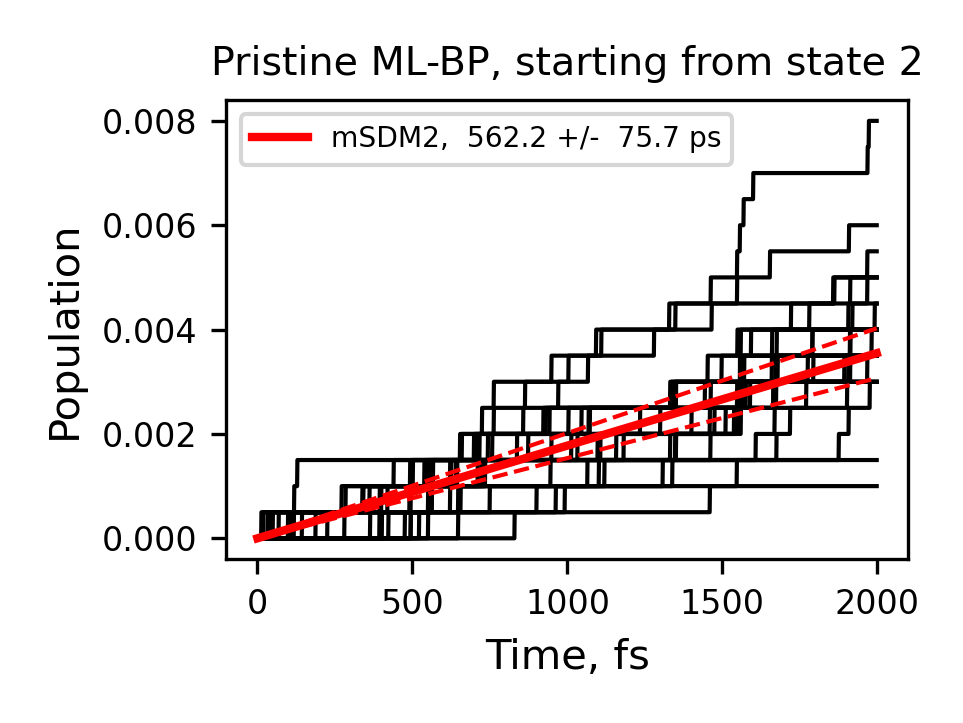 Pristine ML-BP, starting from state 2
mSDM2,  562.2 +/-  75.7 ps
Population
0.008
0.006
0.004
0.002
0.000
0 500 1000 1500 2000
Time, fs